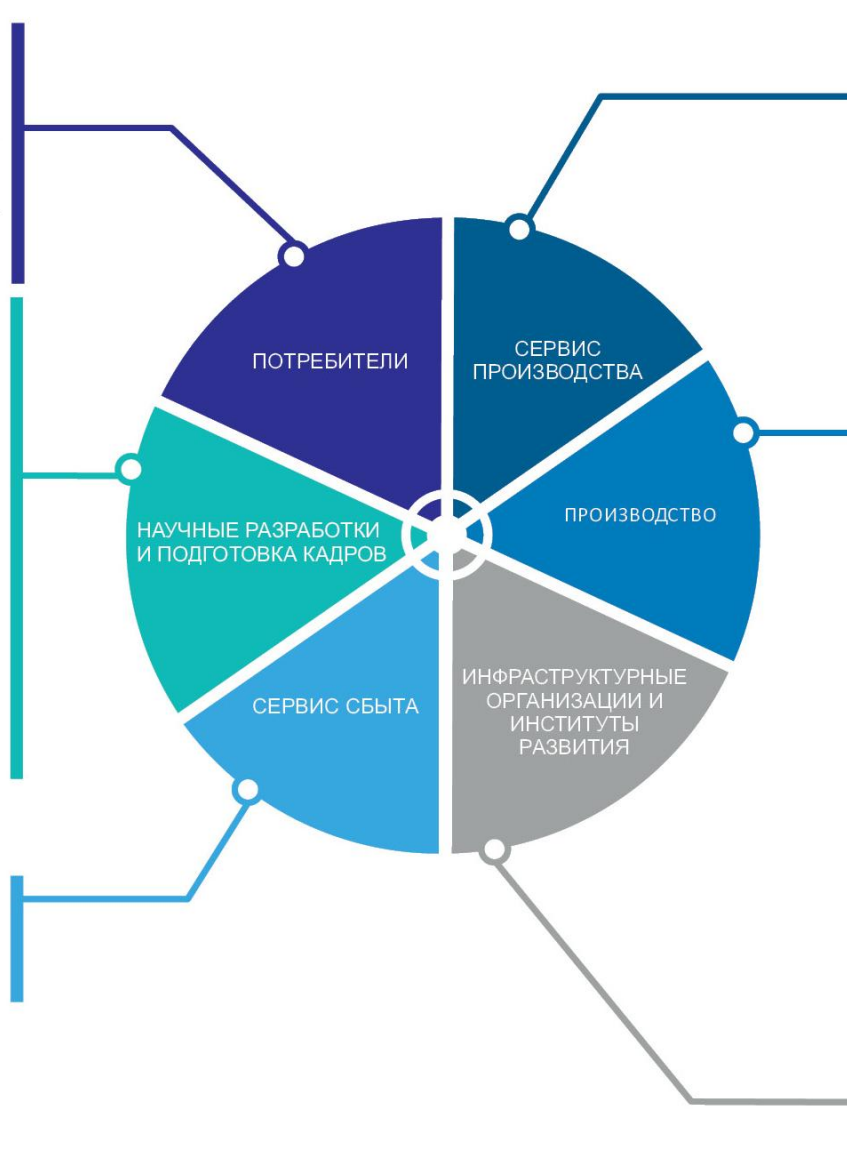 ПОТРЕБИТЕЛИ
СЕРВИС
ПРОИЗВОДСТВА
ПРОИЗВОДСТВО
НАУЧНЫЕ РАЗРАБОТКИ
И ПОДГОТОВКА КАДРОВ
СЕРВИС СБЫТА
ИНФРАСТРУКТУРНЫЕ
ОРГАНИЗАЦИИ И
ИНСТИТУТЫ
РАЗВИТИЯ